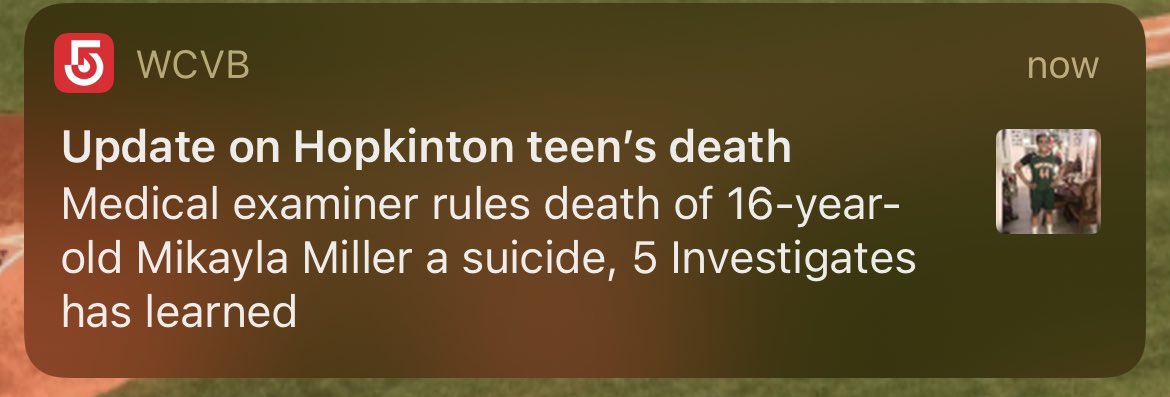 5 WCVB now
Update on Hopkinton teen’s death
Medical examiner rules death of 16-year-
old Mikayla Miller a suicide, 5 Investigates
has learned